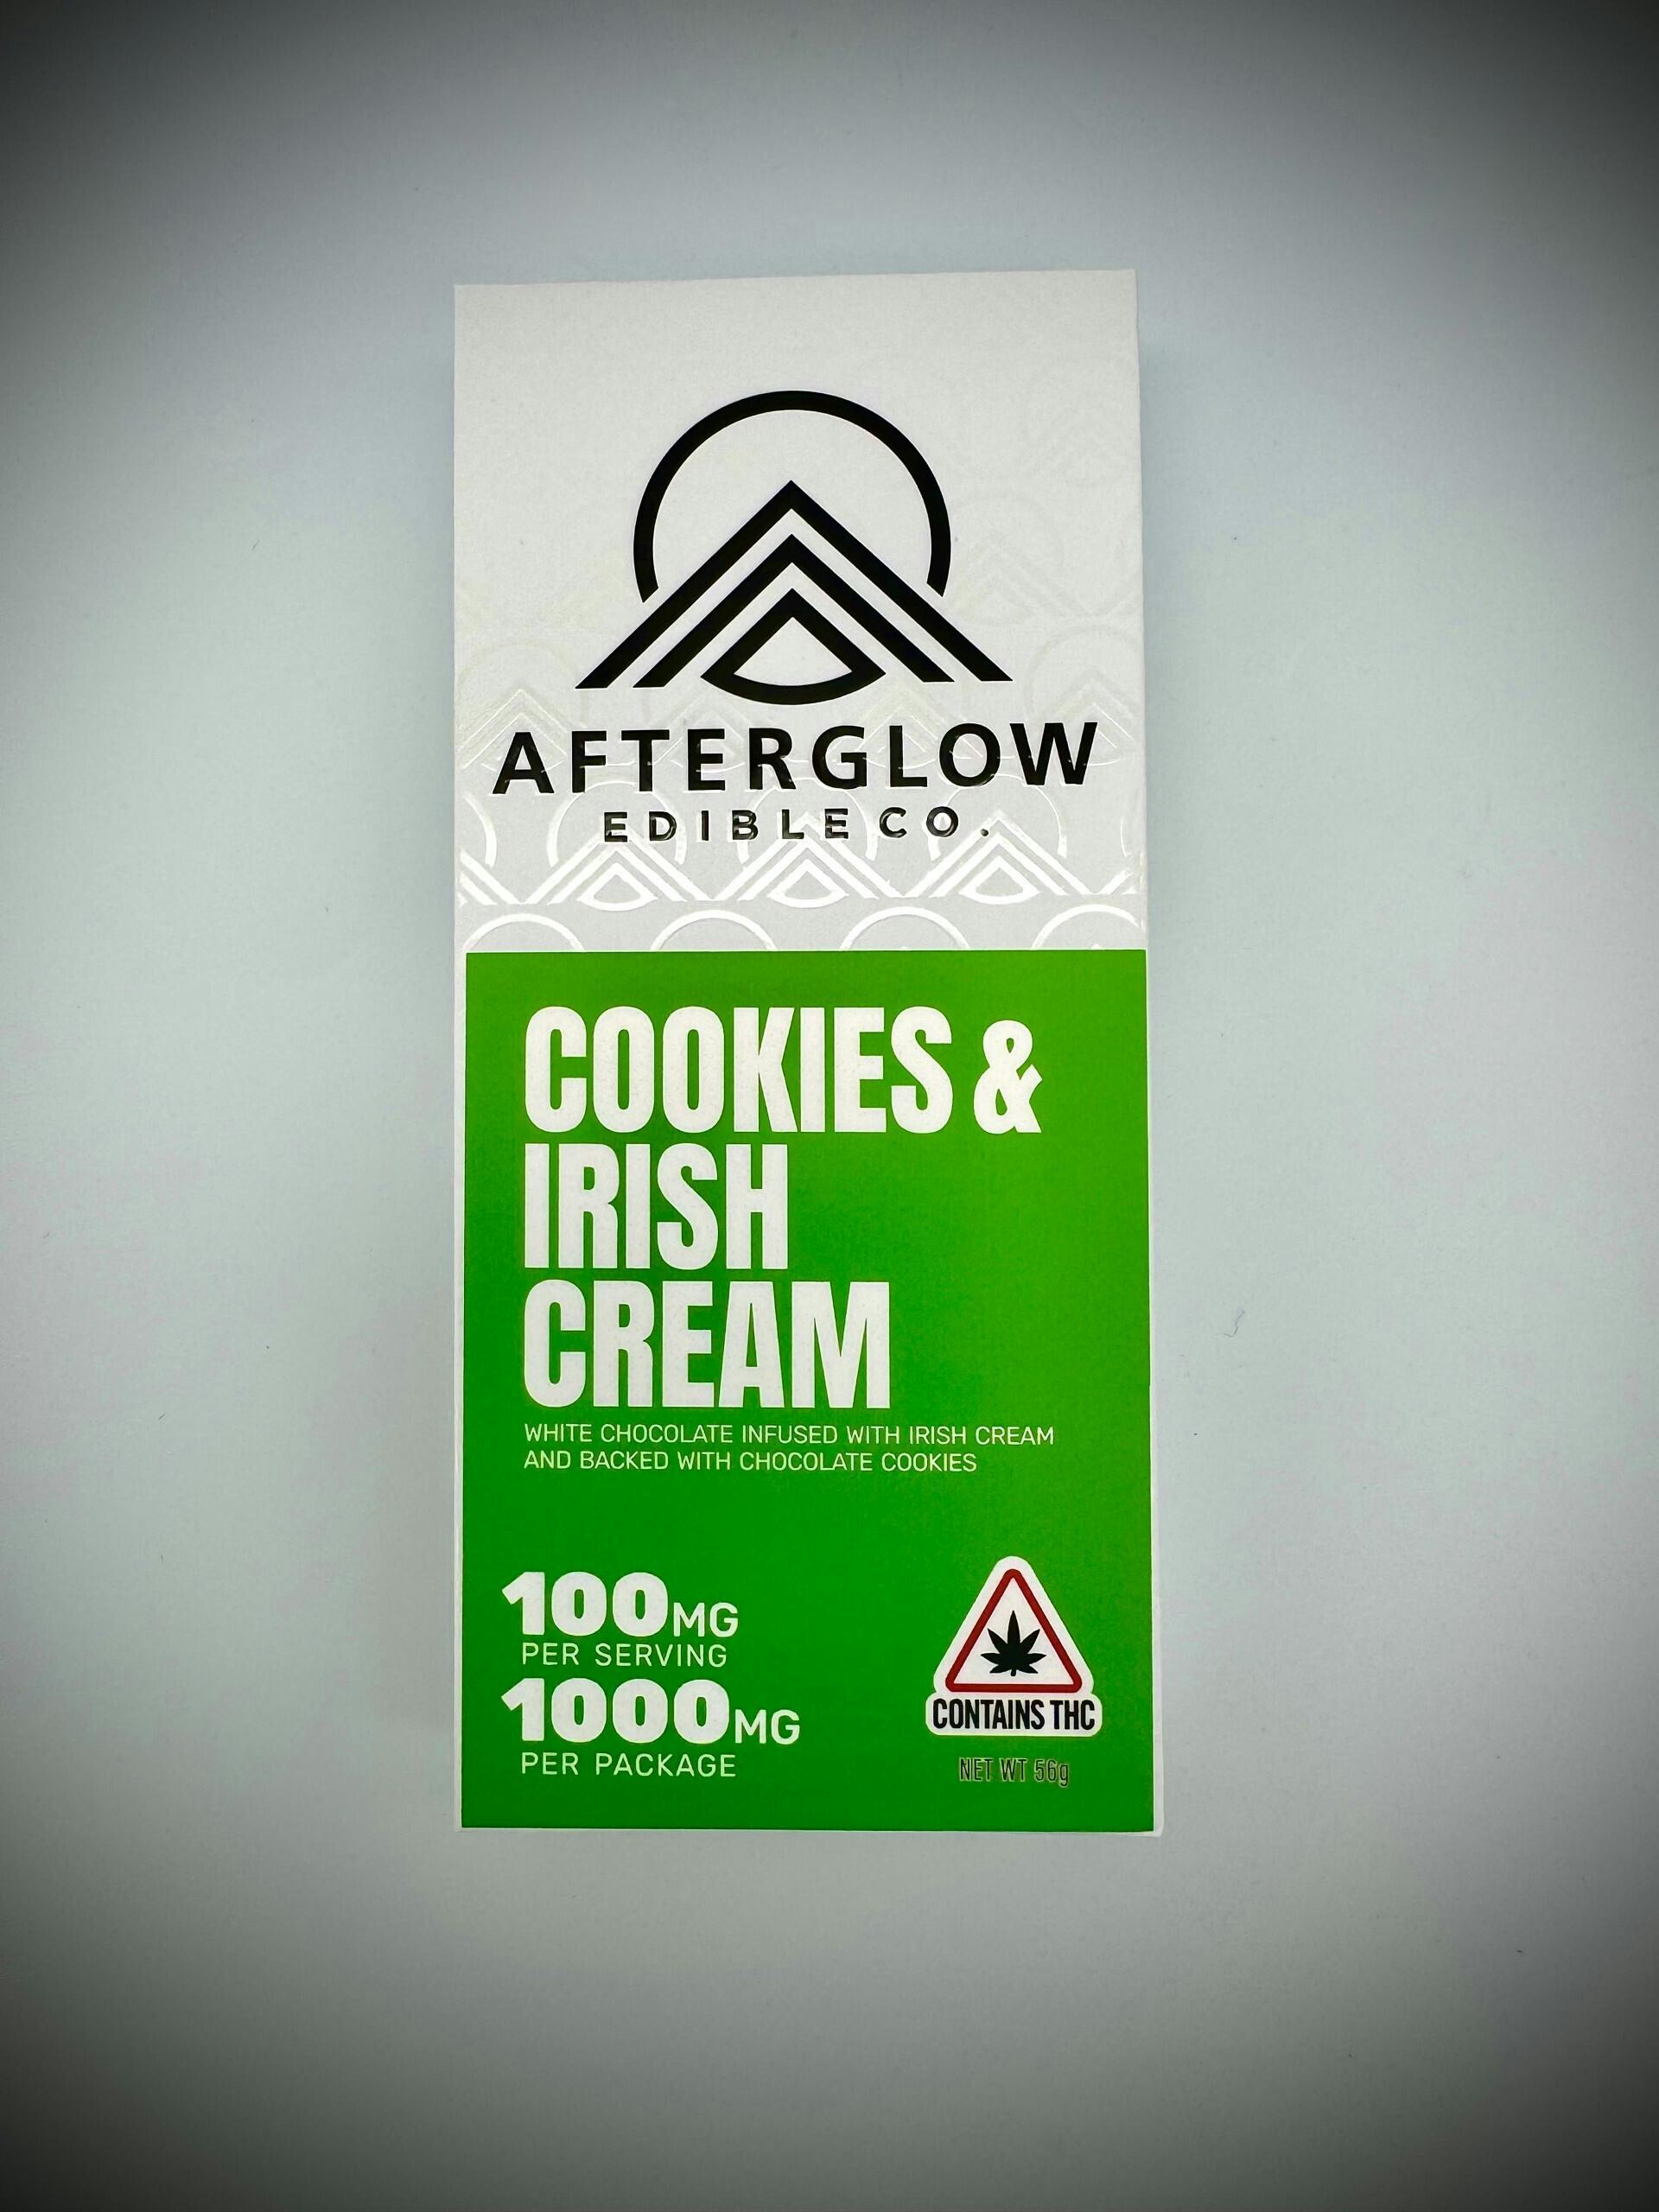 AFTERGLOW
EDIBLE CO.
COOKIES &
IRISH
CREAM
WHITE CHOCOLATE INFUSED WITH IRISH CREAM
AND BACKED WITH CHOCOLATE COOKIES
100MG
PER SERVING
1000MG
PER PACKAGE
CONTAINS THC
NET WT 56g